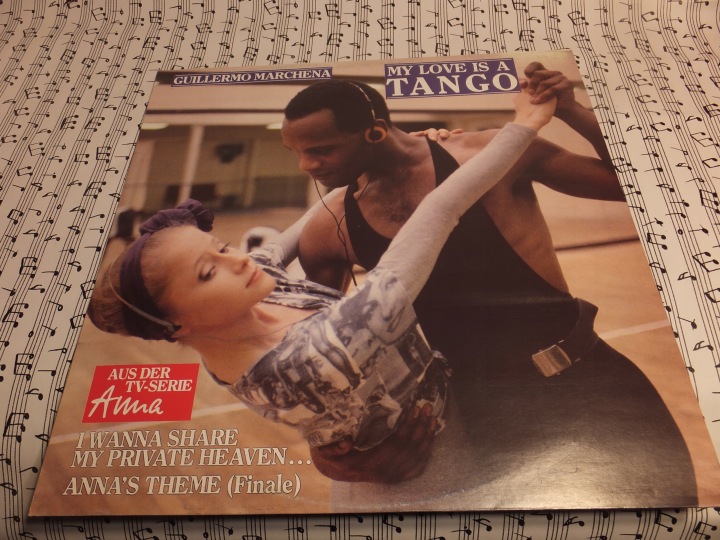 GUILLERMO MARCHENA
MY LOVE IS A
TANGO
AUS DER
TV-SERIE
Anna
I WANNA SHARE
MY PRIVATE HEAVEN...
ANNA'S THEME (Finale)